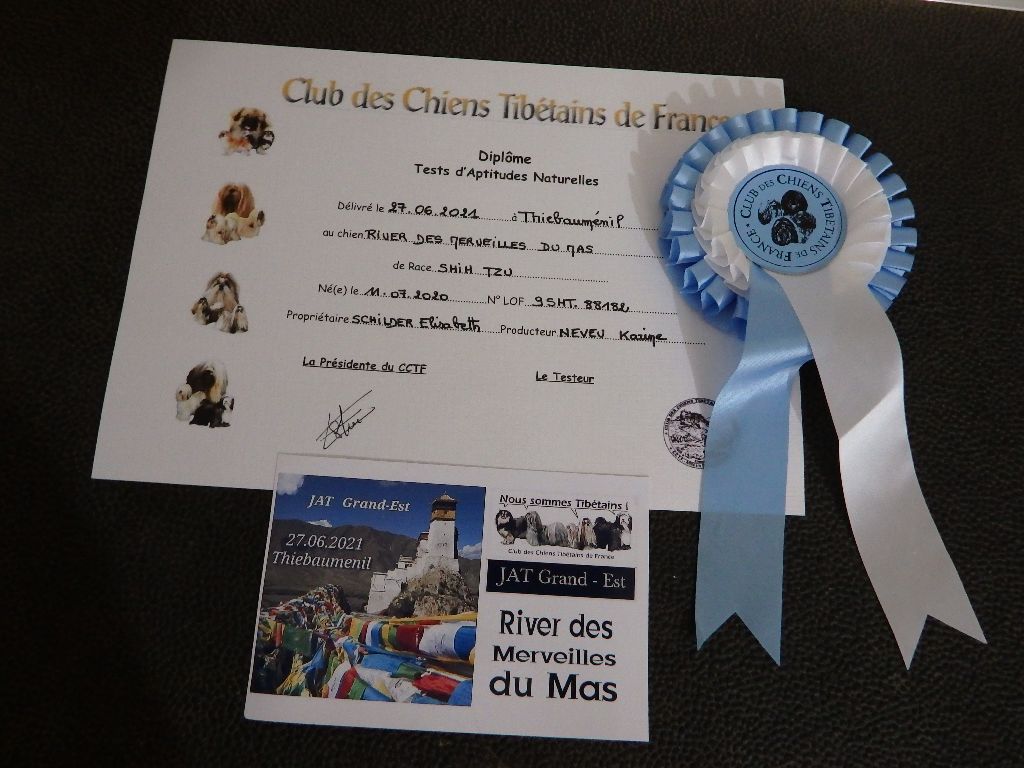 Club des Chiens Tibétains de France
Diplôme
Tests d'Aptitudes Naturelles
Délivré le 27.06.2021 à Thiebauménil
au chien RIVER DES MERVEILLES DU MAS
de Race SHIH TZU
Né(e) le 11.07.2020 N° LOF 9SHT.88182
Propriétaire SCHILDER Elisabeth Producteur NEVEU Karine
La Présidente du CCTF
Le Testeur
CLUB DES CHIENS TIBÉTAINS DE FRANCE
JAT Grand-Est
27.06.2021
Thiebaumenil
Nous sommes Tibétains !
Club des Chiens Tibétains de France
JAT Grand - Est
River des
Merveilles
du Mas